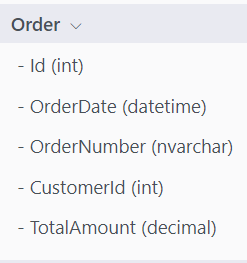 Order
- Id (int)
- OrderDate (datetime)
- OrderNumber (nvarchar)
- CustomerId (int)
- TotalAmount (decimal)